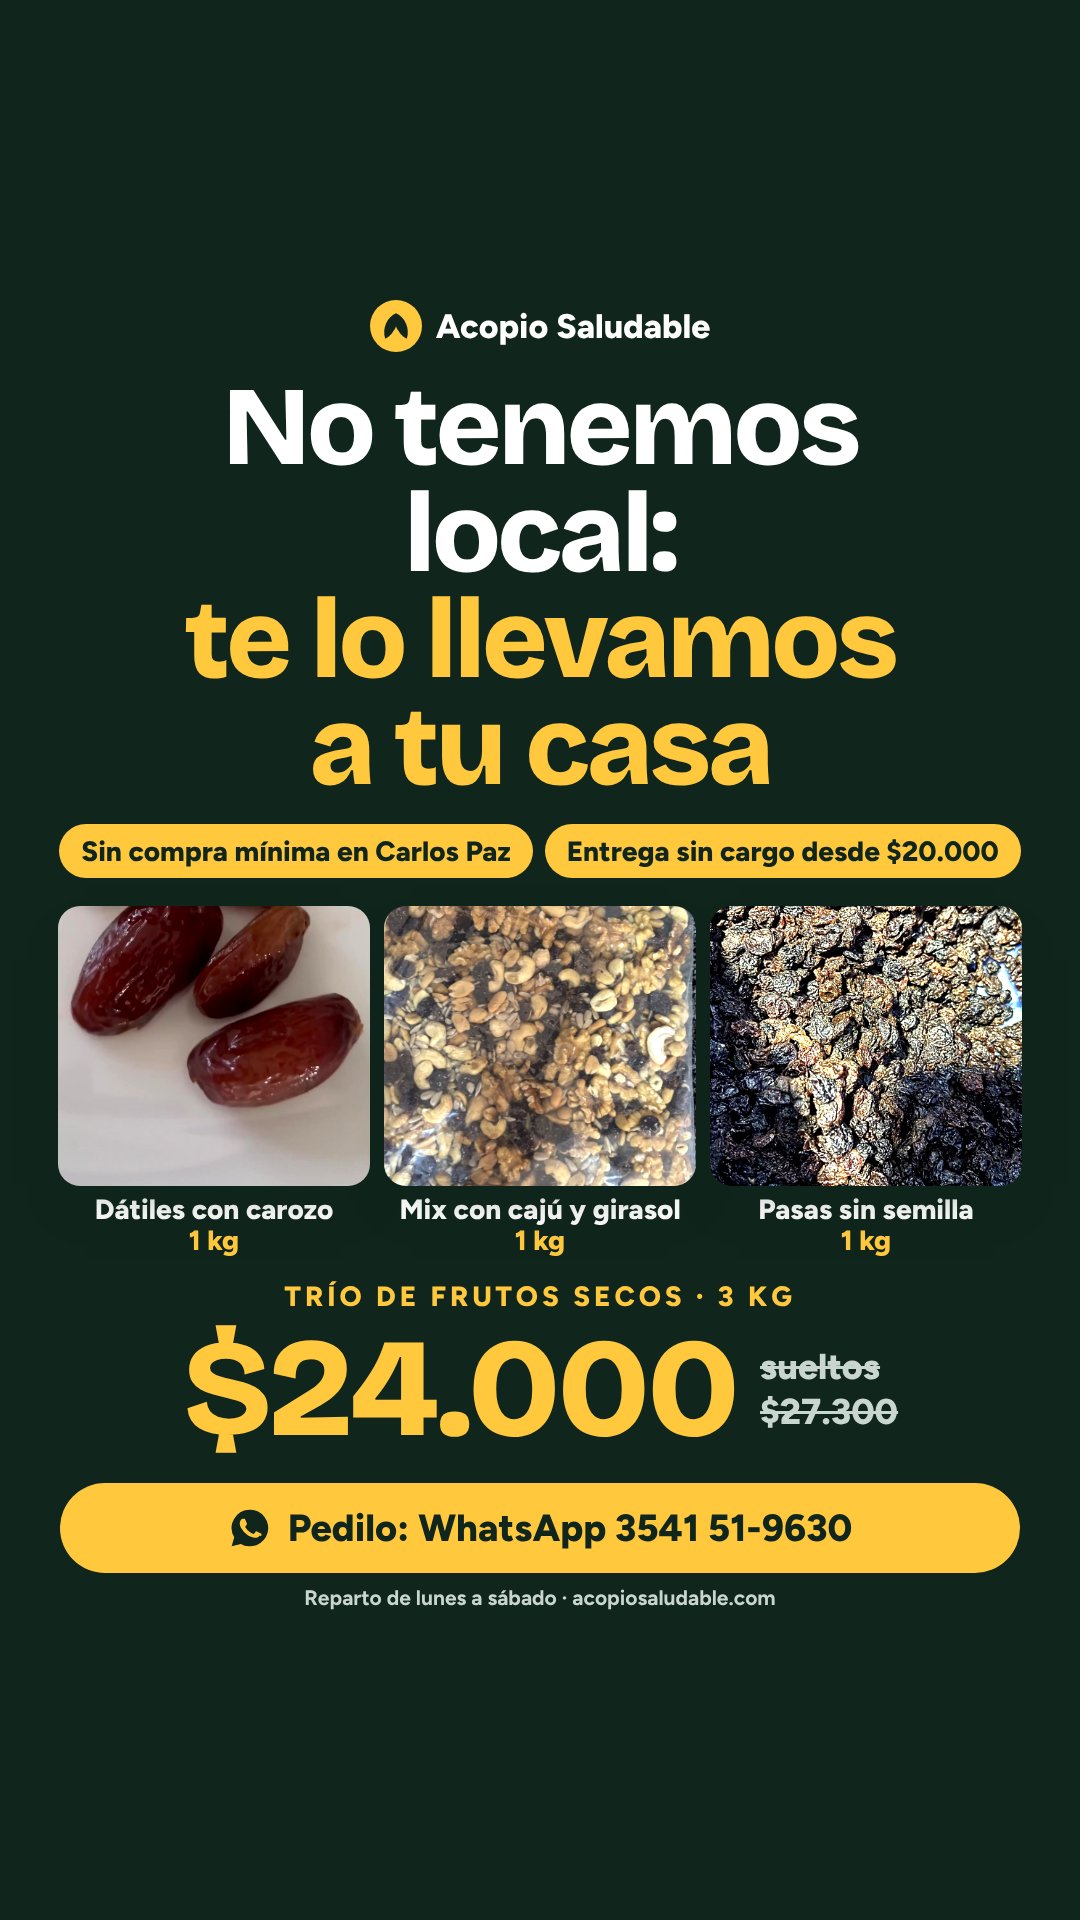 Acopio Saludable
No tenemos
local:
te lo llevamos
a tu casa
Sin compra mínima en Carlos Paz
Entrega sin cargo desde $20.000
Dátiles con carozo
1 kg
Mix con cajú y girasol
1 kg
Pasas sin semilla
1 kg
TRÍO DE FRUTOS SECOS · 3 KG
$24.000
sueltos
$27.300
Pedilo: WhatsApp 3541 51-9630
Reparto de lunes a sábado · acopiosaludable.com